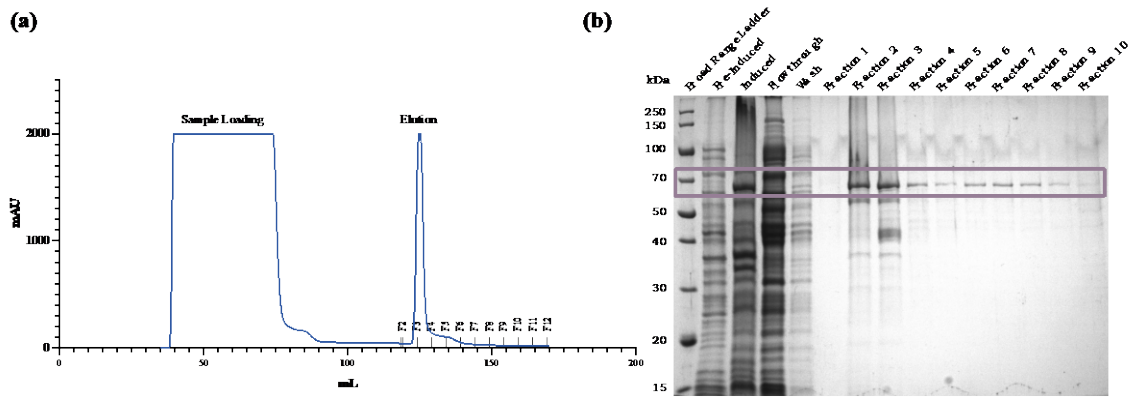 (a)
Sample Loading
Elution
2000
1000
0
mAU
F2
F3
F4
F5
F6
F7
F8
F9
F10
F11
F12
0
50
100
150
200
mL
(b)
kDa
Broad Range Ladder
Pre-Induced
Induced
Flowthrough
Wash
Fraction 1
Fraction 2
Fraction 3
Fraction 4
Fraction 5
Fraction 6
Fraction 7
Fraction 8
Fraction 9
Fraction 10
250
150
100
70
50
40
30
20
15